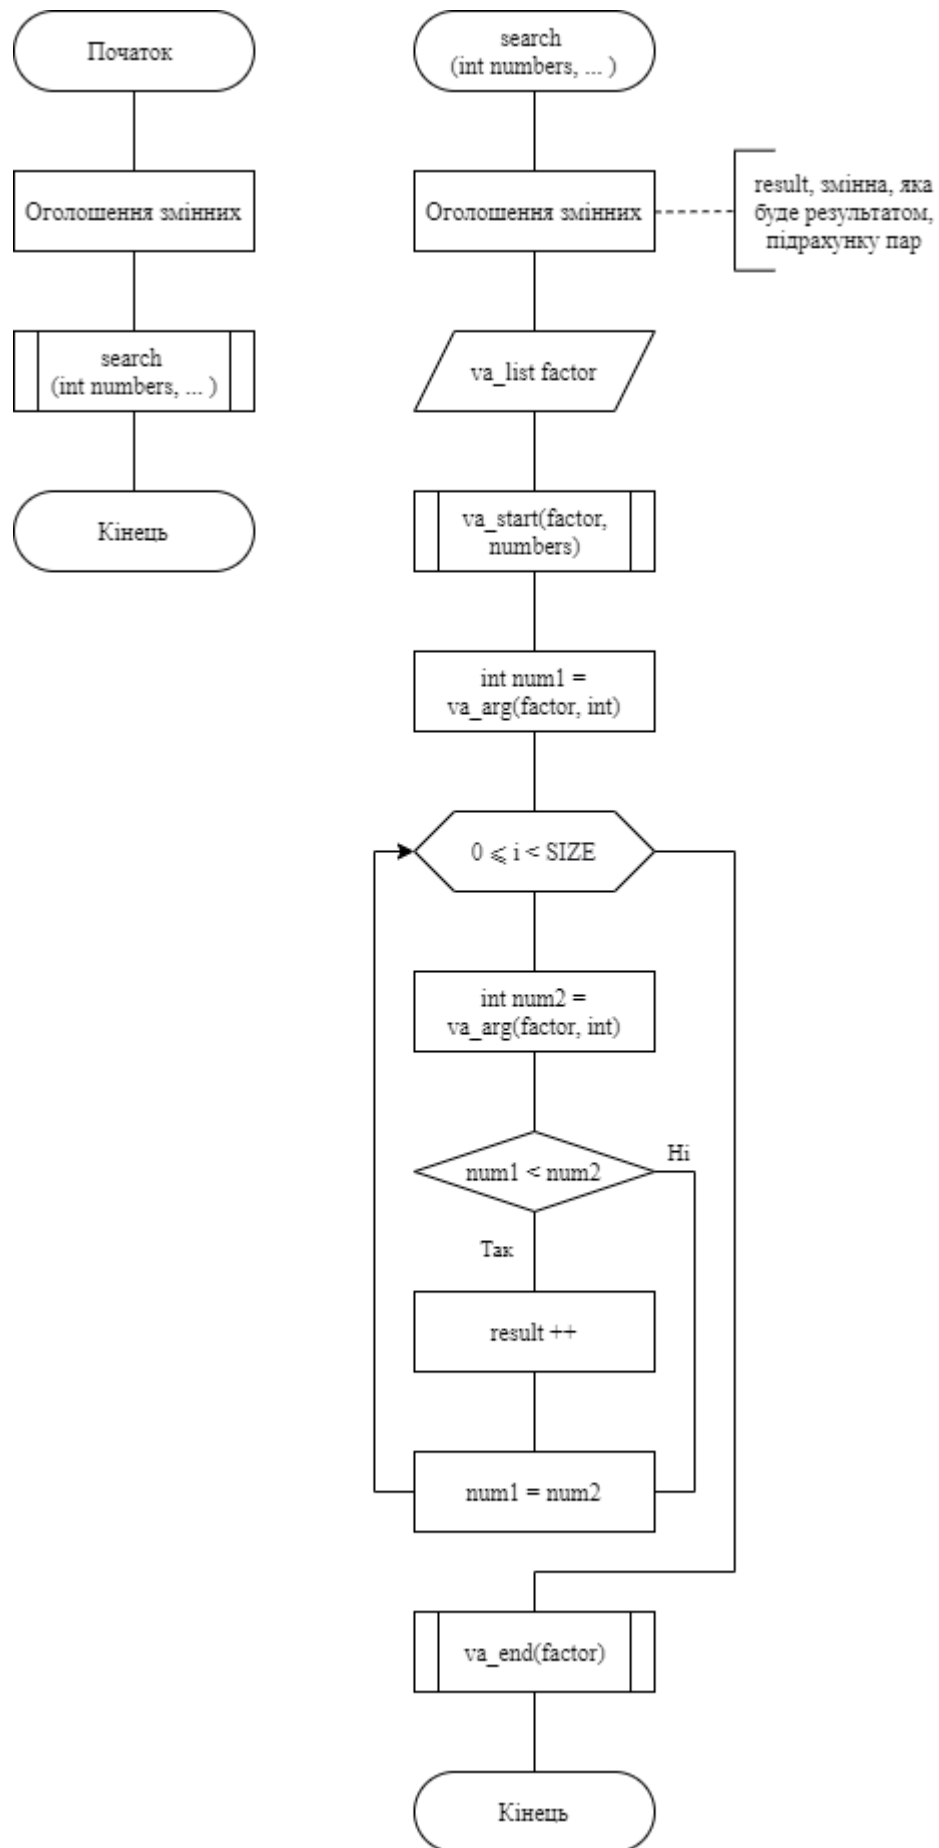 Початок
Оголошення змінних
search
(int numbers, ... )
Кінець
search
(int numbers, ... )
Оголошення змінних
result, змінна, яка
буде результатом,
підрахунку пар
va_list factor
va_start(factor,
numbers)
int num1 =
va_arg(factor, int)
0 ⩽ i < SIZE
int num2 =
va_arg(factor, int)
num1 < num2
Ні
Так
result ++
num1 = num2
va_end(factor)
Кінець